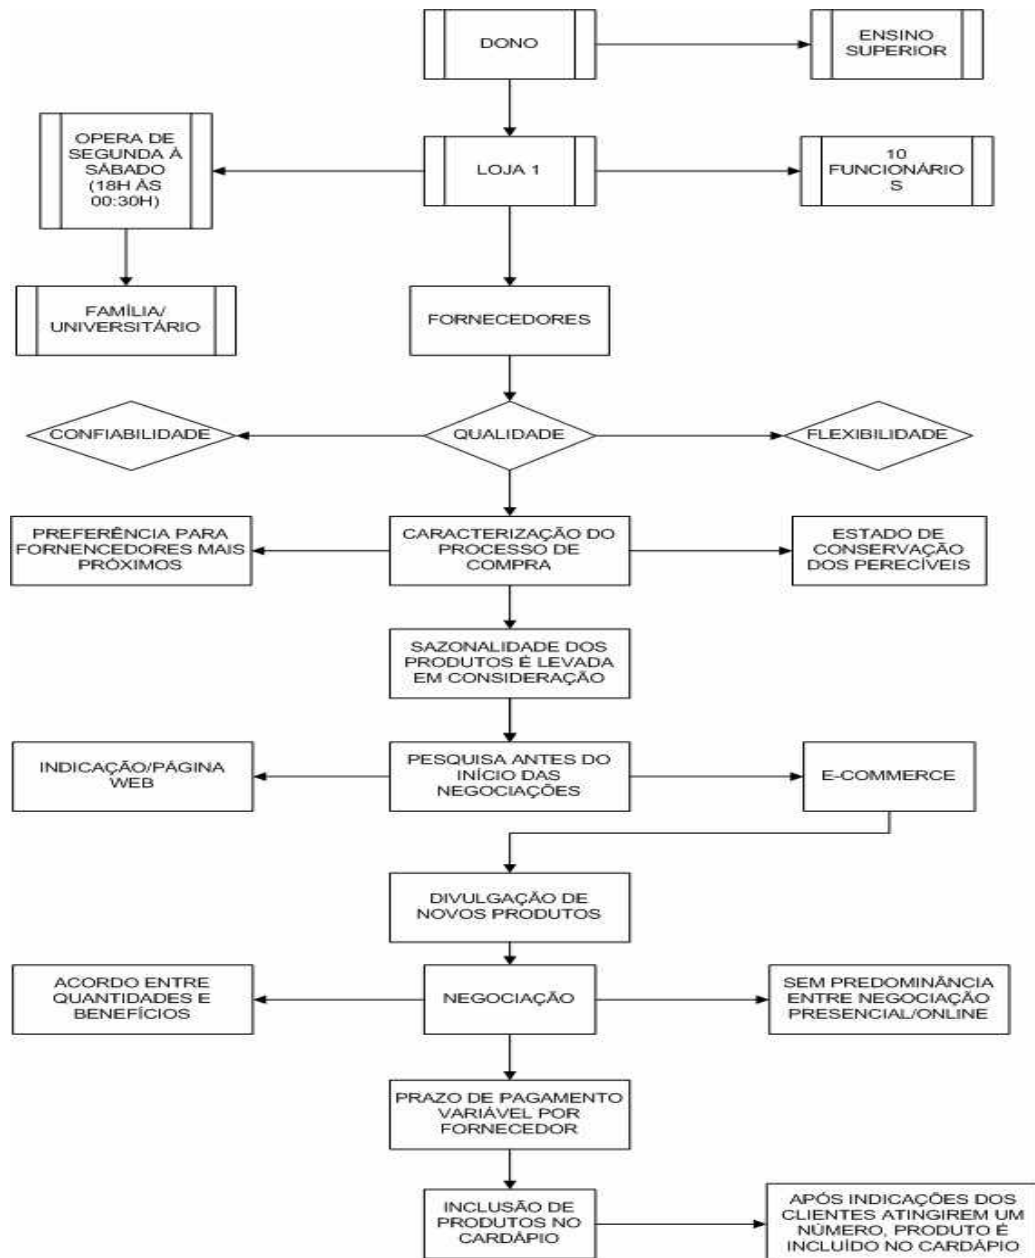 DONO
ENSINO
SUPERIOR
OPERA DE
SEGUNDA À
SÁBADO
(18H ÀS
00:30H)
LOJA 1
10
FUNCIONÁRIO
S
FAMÍLIA/
UNIVERSITÁRIO
FORNECEDORES
CONFIABILIDADE
QUALIDADE
FLEXIBILIDADE
PREFERÊNCIA PARA
FORNENCEDORES MAIS
PRÓXIMOS
CARACTERIZAÇÃO DO
PROCESSO DE
COMPRA
ESTADO DE
CONSERVAÇÃO
DOS PERECÍVEIS
SAZONALIDADE DOS
PRODUTOS É LEVADA
EM CONSIDERAÇÃO
INDICAÇÃO/PÁGINA
WEB
PESQUISA ANTES DO
INÍCIO DAS
NEGOCIAÇÕES
E-COMMERCE
DIVULGAÇÃO DE
NOVOS PRODUTOS
ACORDO ENTRE
QUANTIDADES E
BENEFÍCIOS
NEGOCIAÇÃO
SEM PREDOMINÂNCIA
ENTRE NEGOCIAÇÃO
PRESENCIAL/ONLINE
PRAZO DE PAGAMENTO
VARIÁVEL POR
FORNECEDOR
INCLUSÃO DE
PRODUTOS NO
CARDÁPIO
APÓS INDICAÇÕES DOS
CLIENTES ATINGIREM UM
NÚMERO, PRODUTO É
INCLUÍDO NO CARDÁPIO